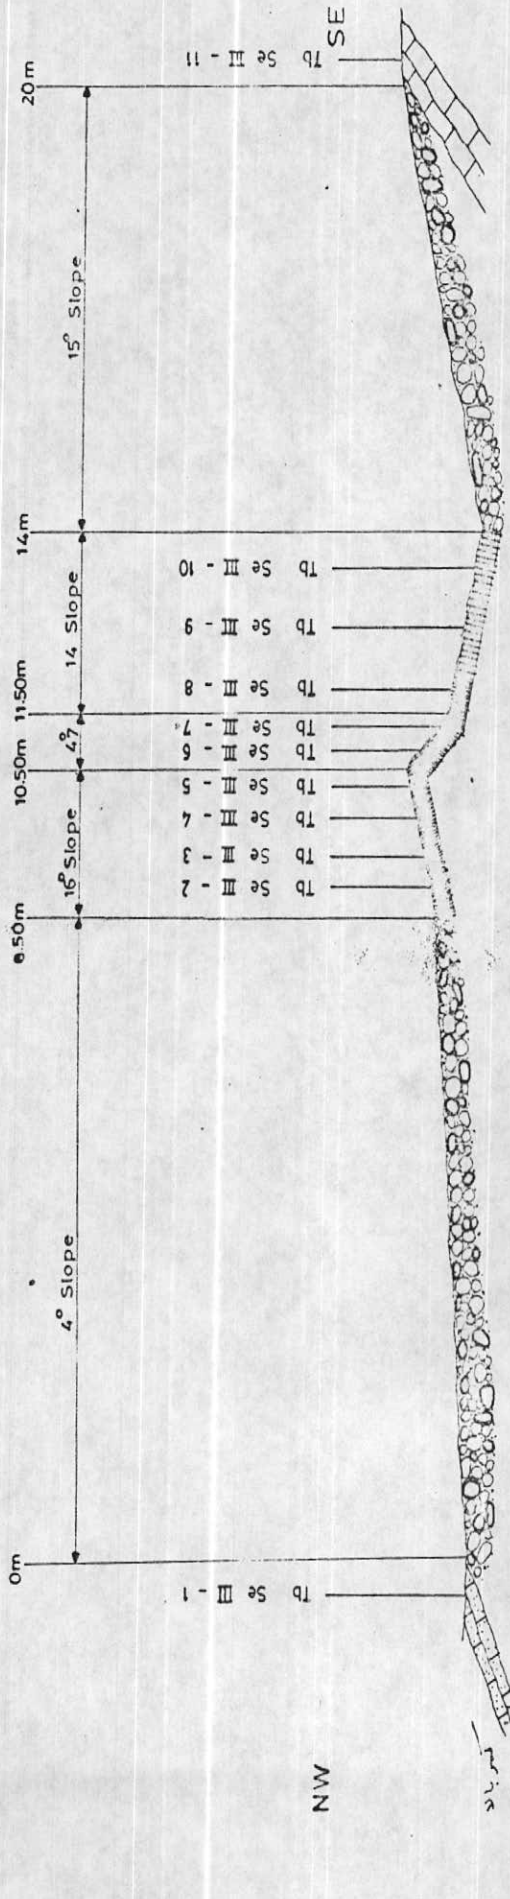 0m
8.50m
10.50m
11.50m
14m
20m
4° Slope
16° Slope
47
14 Slope
15° Slope
Tb Se III - 1
Tb Se III - 2
Tb Se III - 3
Tb Se III - 4
Tb Se III - 5
Tb Se III - 6
Tb Se III - 7
Tb Se III - 8
Tb Se III - 9
Tb Se III - 10
Tb Se III - 11
NW
SE